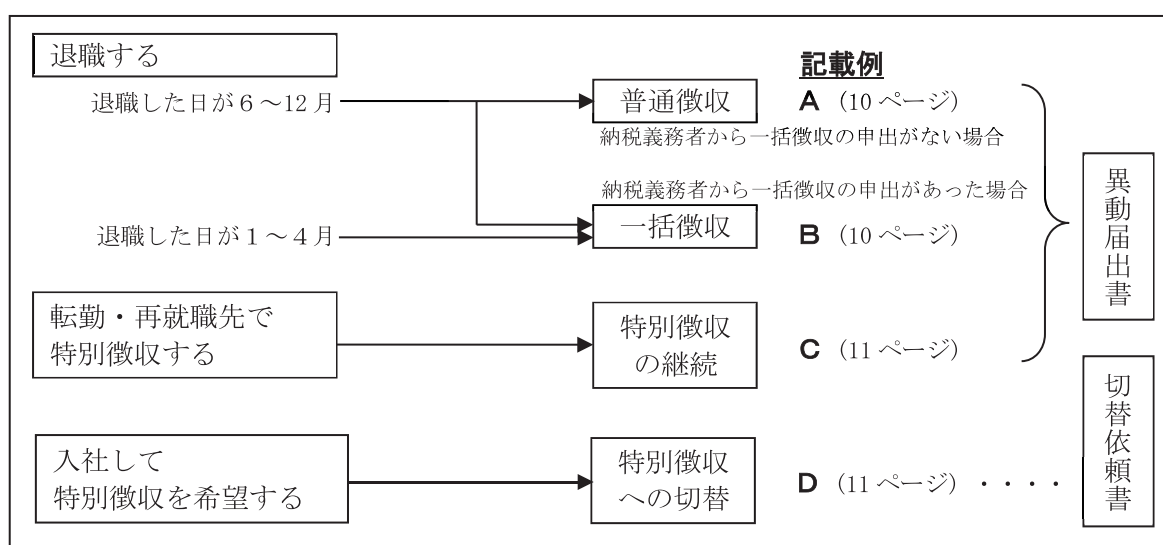 退職する
記載例
退職した日が６～12月
普通徴収
A (10ページ)
納税義務者から一括徴収の申出がない場合
納税義務者から一括徴収の申出があった場合
退職した日が１～４月
一括徴収
B (10ページ)
異動届出書
転勤・再就職先で
特別徴収する
特別徴収
の継続
C (11ページ)
入社して
特別徴収を希望する
特別徴収
への切替
D (11ページ) ・・・・
切替依頼書